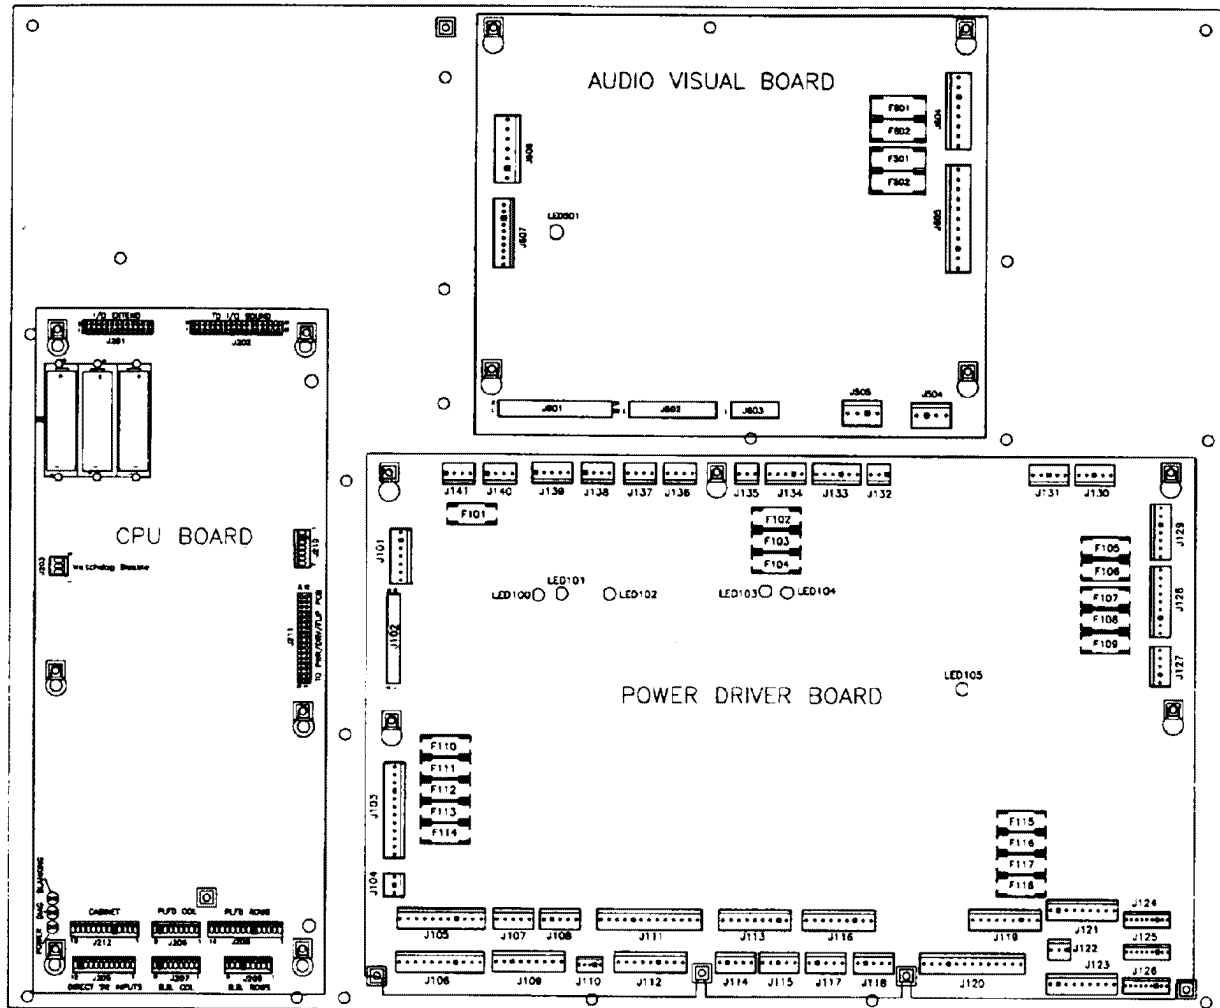 AUDIO VISUAL BOARD
F601
F602
F501
F502
J604
J605
J606
J607
LED601
J601
J602
J603
J505
J504
I/O EXTEND
J201
TO I/O SOUND
J202
CPU BOARD
J203
Watchdog Disable
J210
J211
TO PWR/DRV/FLIP PCB
POWER DIAG BLANKING
CABINET
PLFD COL
PLFD ROWS
J212
J206
J208
J205
J207
J209
DIRECT SW INPUTS
B.B. COL
B.B. ROWS
J141
J140
J139
J138
J137
J136
J135
J134
J133
J132
J131
J130
F101
F102
F103
F104
J101
J102
LED100
LED101
LED102
LED103
LED104
J129
J128
J127
F105
F106
F107
F108
F109
LED105
POWER DRIVER BOARD
F110
F111
F112
F113
F114
J103
J104
F115
F116
F117
F118
J105
J107
J108
J111
J113
J116
J119
J121
J124
J122
J125
J106
J109
J110
J112
J114
J115
J117
J118
J120
J123
J126